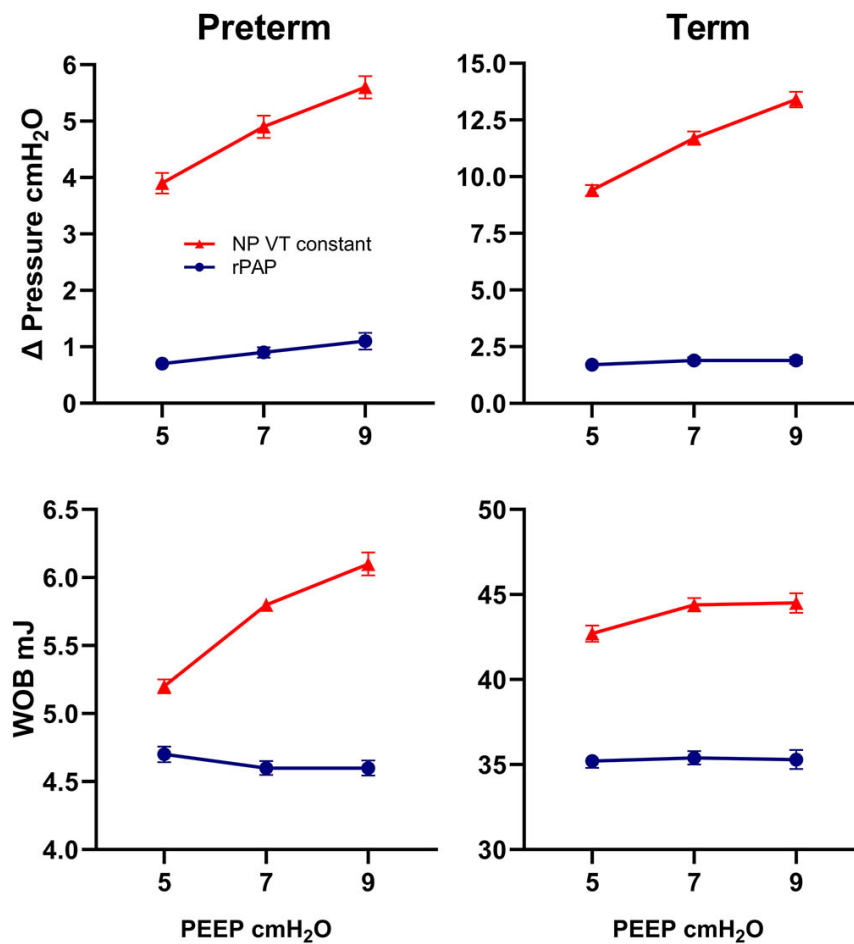 Preterm
Term
Δ Pressure cmH₂O
6
5
4
3
2
1
0
NP VT constant
rPAP
5 7 9
15.0
12.5
10.0
7.5
5.0
2.5
0.0
5 7 9
WOB mJ
6.5
6.0
5.5
5.0
4.5
4.0
5 7 9
PEEP cmH₂O
50
45
40
35
30
5 7 9
PEEP cmH₂O